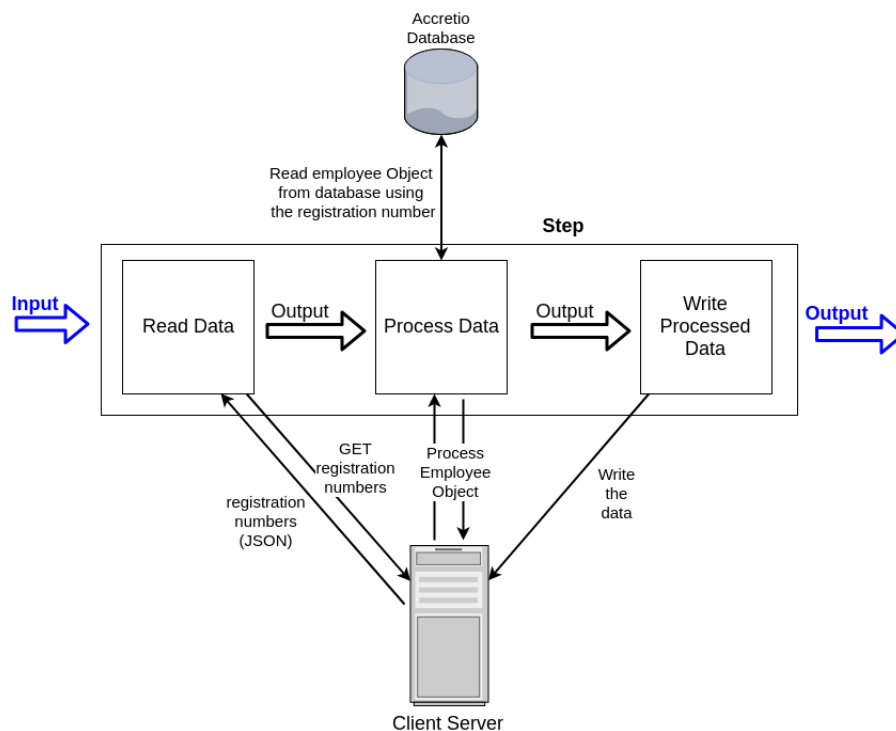 Accretio
Database
Read employee Object
from database using
the registration number
Step
Input
Read Data
Output
Process Data
Output
Write
Processed
Data
Output
GET
registration
numbers
registration
numbers
(JSON)
Process
Employee
Object
Write
the
data
Client Server